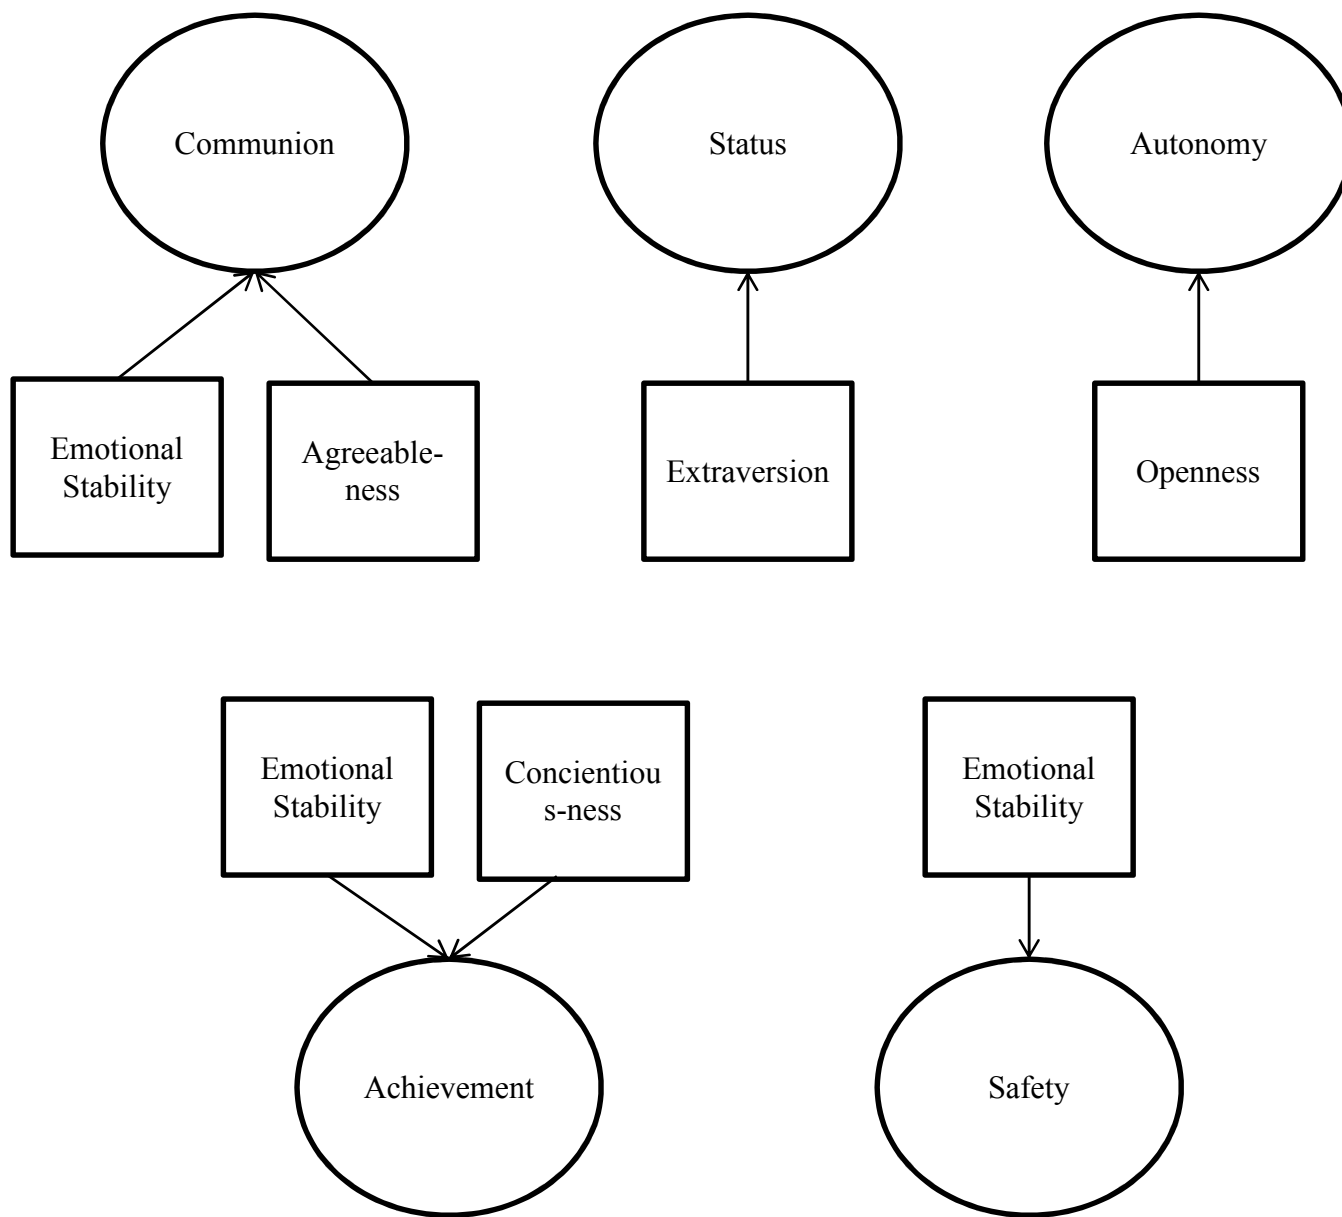 Communion
Status
Autonomy
Emotional
Stability
Agreeable-
ness
Extraversion
Openness
Emotional
Stability
Concientiou
s-ness
Emotional
Stability
Achievement
Safety